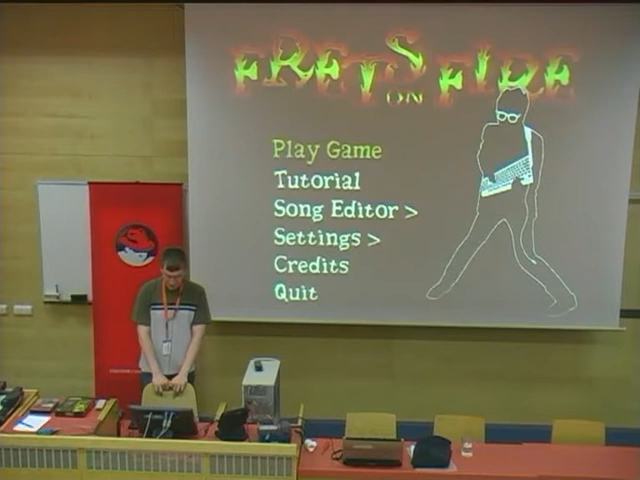 FRETS ON FIRE
Play Game
Tutorial
Song Editor >
Settings >
Credits
Quit